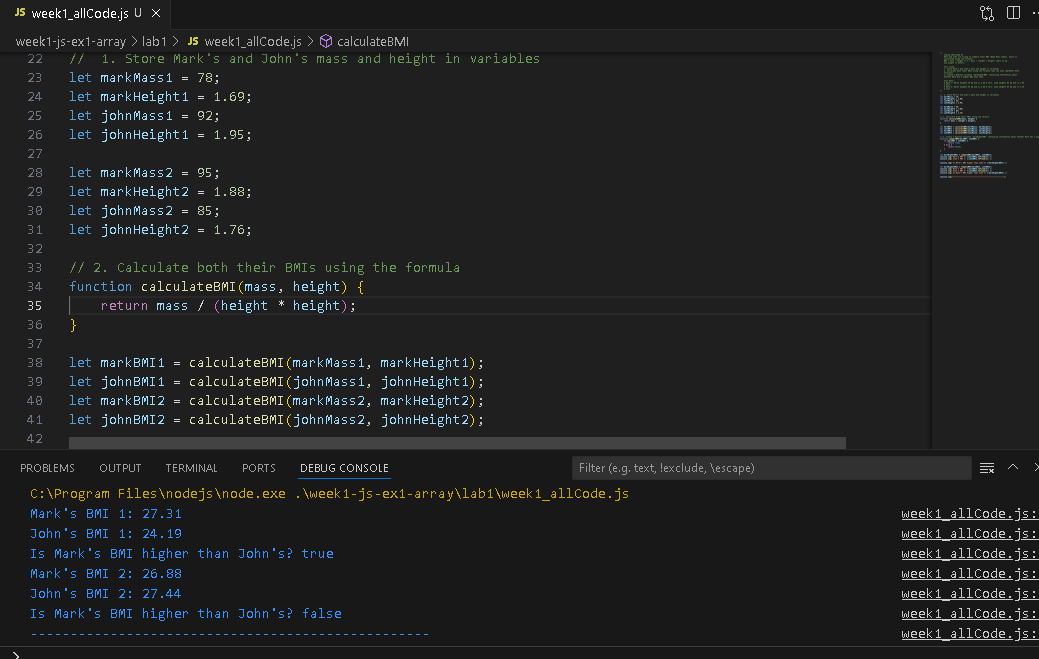 JS week1_allCode.js U
week1-js-ex1-array > lab1 > JS week1_allCode.js > calculateBMI
22 // 1. Store Mark's and John's mass and height in variables
23 let markMass1 = 78;
24 let markHeight1 = 1.69;
25 let johnMass1 = 92;
26 let johnHeight1 = 1.95;
27
28 let markMass2 = 95;
29 let markHeight2 = 1.88;
30 let johnMass2 = 85;
31 let johnHeight2 = 1.76;
32
33 // 2. Calculate both their BMIs using the formula
34 function calculateBMI(mass, height) {
35 return mass / (height * height);
36 }
37
38 let markBMI1 = calculateBMI(markMass1, markHeight1);
39 let johnBMI1 = calculateBMI(johnMass1, johnHeight1);
40 let markBMI2 = calculateBMI(markMass2, markHeight2);
41 let johnBMI2 = calculateBMI(johnMass2, johnHeight2);
42
PROBLEMS OUTPUT TERMINAL PORTS DEBUG CONSOLE Filter (e.g. text, !exclude, \escape)
C:\Program Files\nodejs\node.exe .\week1-js-ex1-array\lab1\week1_allCode.js
Mark's BMI 1: 27.31 week1_allCode.js:
John's BMI 1: 24.19 week1_allCode.js:
Is Mark's BMI higher than John's? true week1_allCode.js:
Mark's BMI 2: 26.88 week1_allCode.js:
John's BMI 2: 27.44 week1_allCode.js:
Is Mark's BMI higher than John's? false week1_allCode.js:
--------------------------------------------------- week1_allCode.js:
>